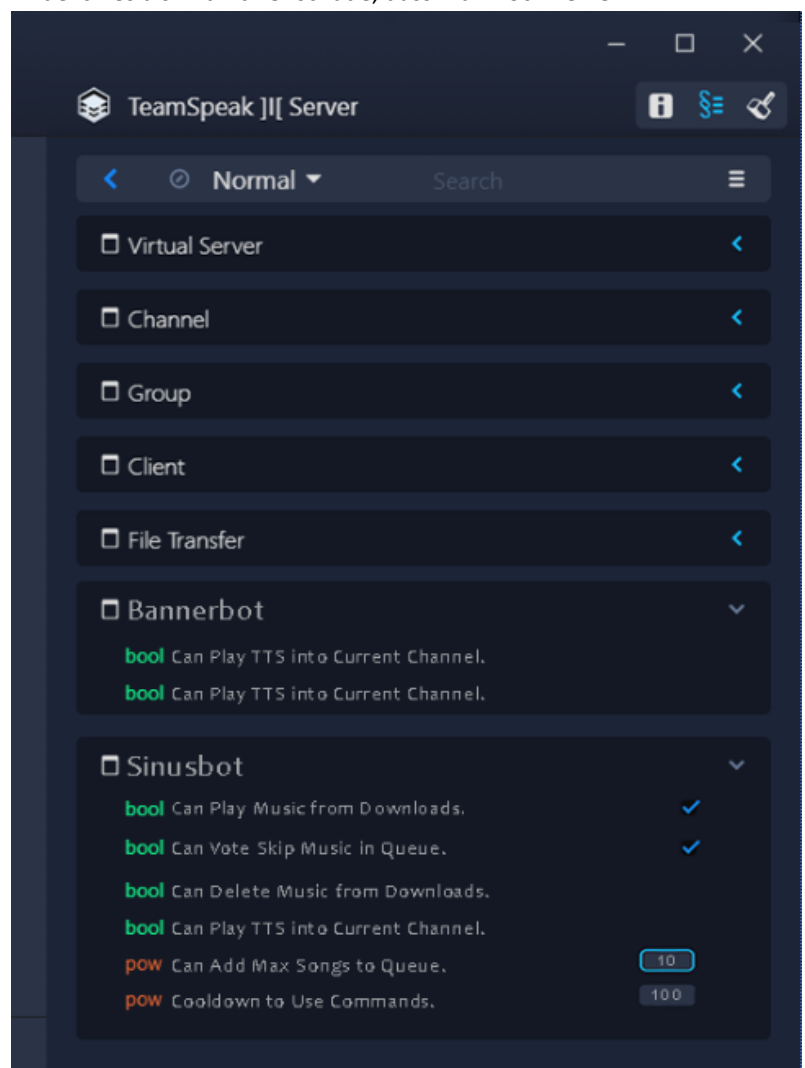 TeamSpeak ]I[ Server
Normal
Search
Virtual Server
Channel
Group
Client
File Transfer
Bannerbot
bool Can Play TTS into Current Channel.
bool Can Play TTS into Current Channel.
Sinusbot
bool Can Play Music from Downloads.
bool Can Vote Skip Music in Queue.
bool Can Delete Music from Downloads.
bool Can Play TTS into Current Channel.
pow Can Add Max Songs to Queue. 10
pow Cooldown to Use Commands. 100